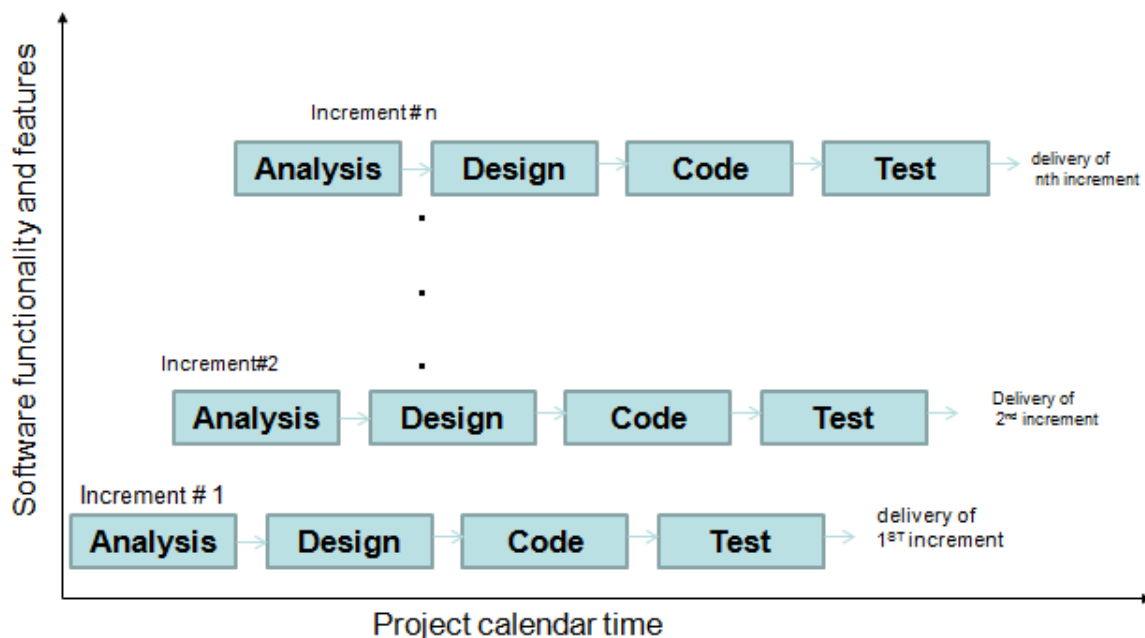 Software functionality and features
Increment # n
Analysis
Design
Code
Test
delivery of
nth increment
Increment#2
Analysis
Design
Code
Test
Delivery of
2nd increment
Increment # 1
Analysis
Design
Code
Test
delivery of
1ST increment
Project calendar time